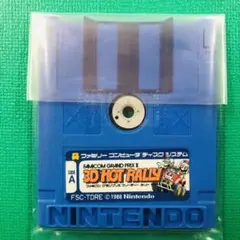 ファミリー コンピュータ ディスク システム
FAMICOM GRAND PRIX II
3D HOT RALLY
SIDE
A
FSC-TDRE © 1988 Nintendo
NINTENDO